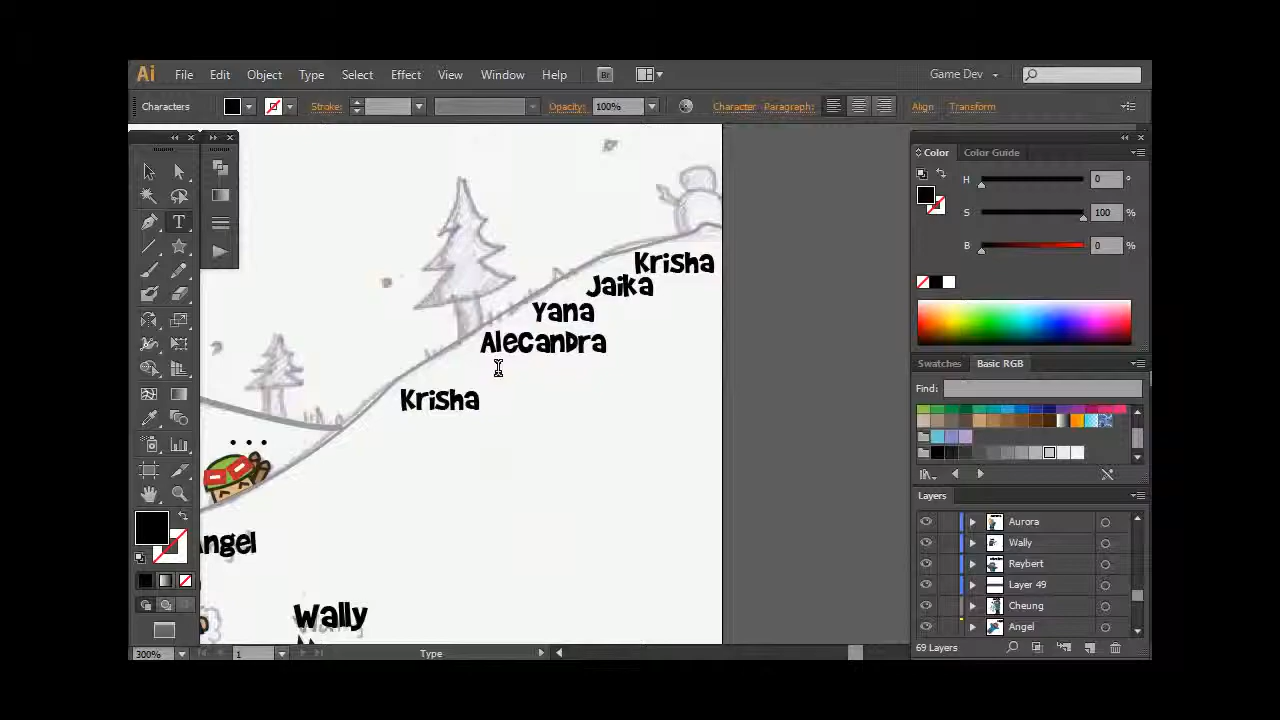 Ai File Edit Object Type Select Effect View Window Help Br Game Dev
Characters Stroke: Opacity: 100% Character Paragraph: Align Transform
Color Color Guide
H 0 °
S 100 %
B 0 %
Krisha
Jaika
Yana
Alecandra
Krisha
Angel
Wally
Swatches Basic RGB
Find:
Layers
Aurora
Wally
Reybert
Layer 49
Cheung
Angel
69 Layers
300% 1 Type